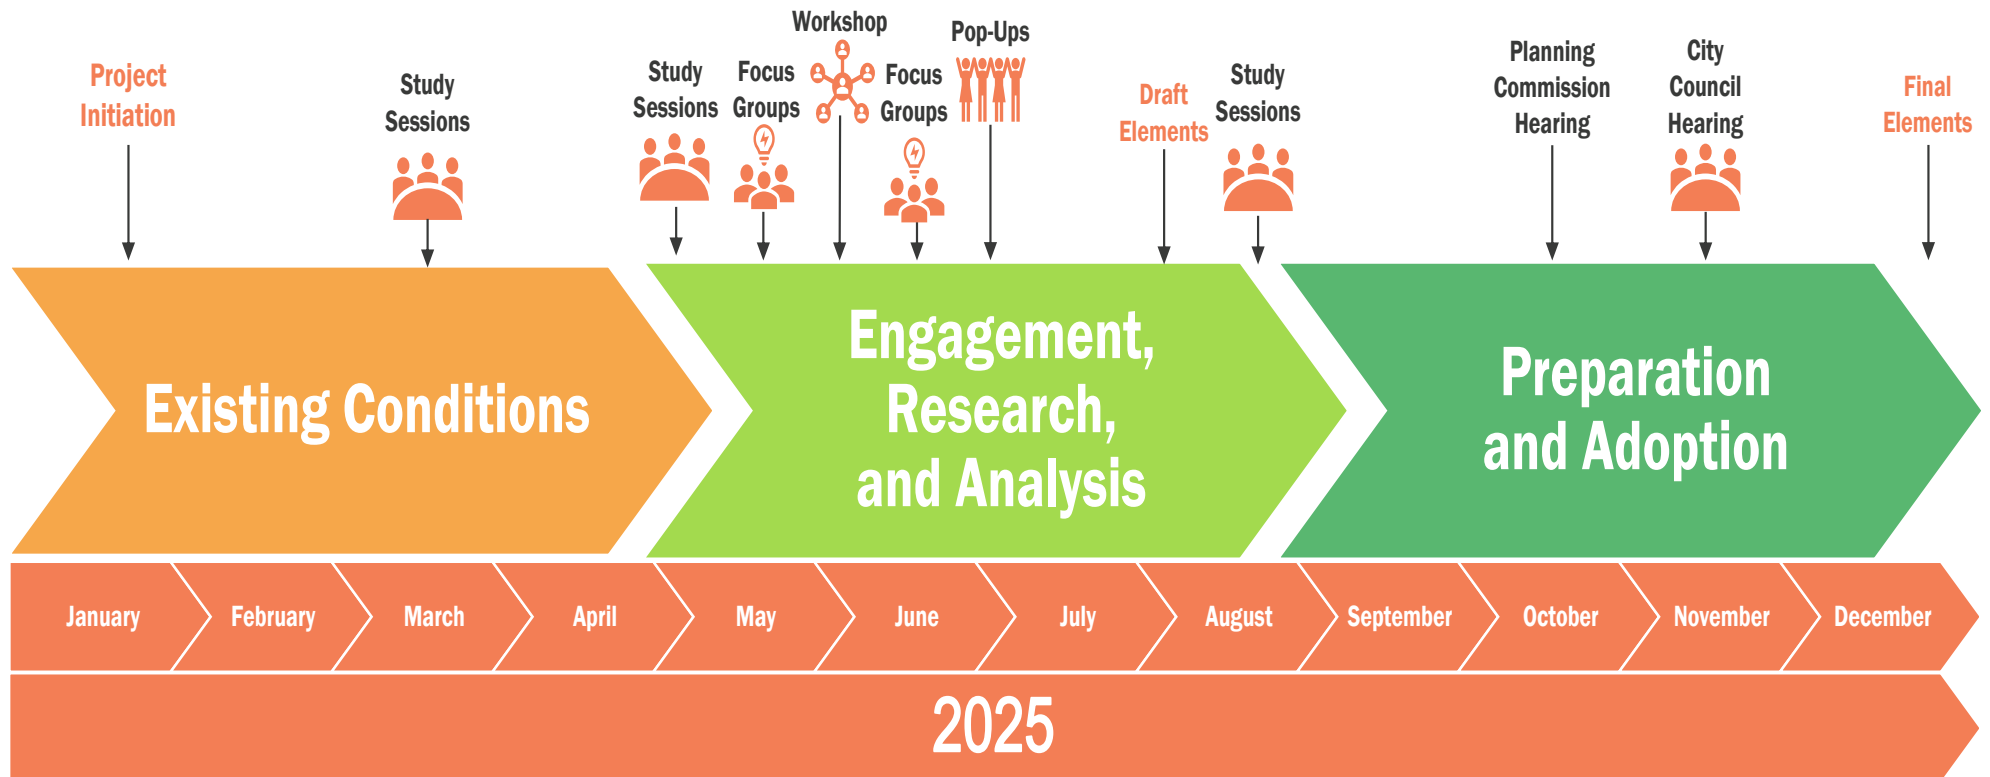 Project
Initiation
Study
Sessions
Study
Sessions
Focus
Groups
Workshop
Focus
Groups
Pop-Ups
Draft
Elements
Study
Sessions
Planning
Commission
Hearing
City
Council
Hearing
Final
Elements
Existing Conditions
Engagement,
Research,
and Analysis
Preparation
and Adoption
January
February
March
April
May
June
July
August
September
October
November
December
2025